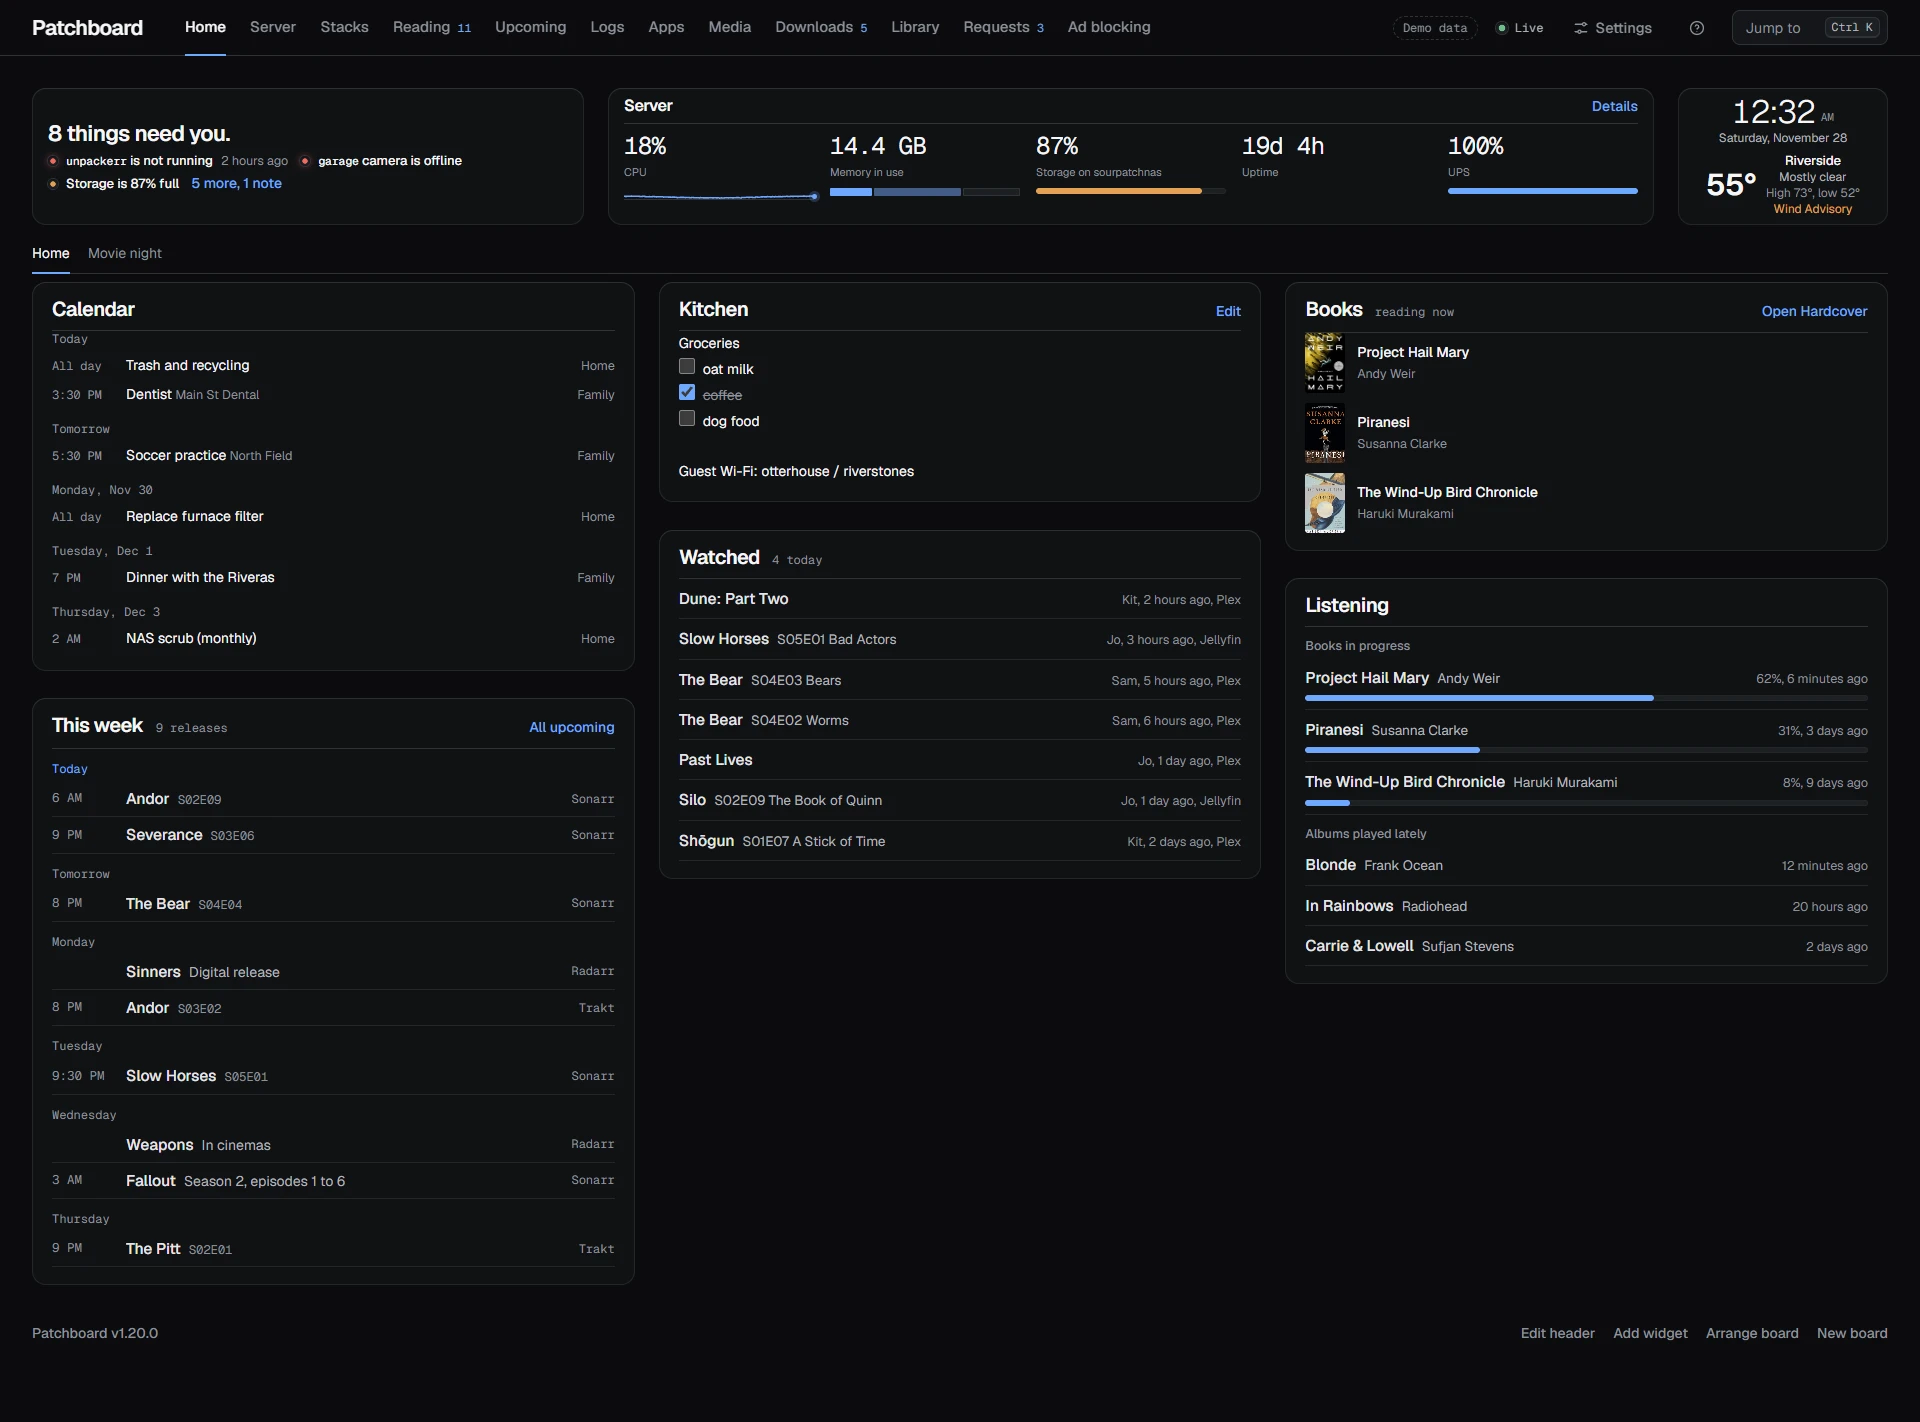 Patchboard Home Server Stacks Reading 11 Upcoming Logs Apps Media Downloads 5 Library Requests 3 Ad blocking Demo data Live Settings Jump to Ctrl K
8 things need you.
unpackerr is not running 2 hours ago garage camera is offline
Storage is 87% full 5 more, 1 note
Server Details
18% 14.4 GB 87% 19d 4h 100%
CPU Memory in use Storage on sourpatchnas Uptime UPS
12:32 AM
Saturday, November 28
55°
Riverside
Mostly clear
High 73°, low 52°
Wind Advisory
Home Movie night
Calendar
Today
All day Trash and recycling Home
3:30 PM Dentist Main St Dental Family
Tomorrow
5:30 PM Soccer practice North Field Family
Monday, Nov 30
All day Replace furnace filter Home
Tuesday, Dec 1
7 PM Dinner with the Riveras Family
Thursday, Dec 3
2 AM NAS scrub (monthly) Home
This week 9 releases All upcoming
Today
6 AM Andor S02E09 Sonarr
9 PM Severance S03E06 Sonarr
Tomorrow
8 PM The Bear S04E04 Sonarr
Monday
Sinners Digital release Radarr
8 PM Andor S03E02 Trakt
Tuesday
9:30 PM Slow Horses S05E01 Sonarr
Wednesday
Weapons In cinemas Radarr
3 AM Fallout Season 2, episodes 1 to 6 Sonarr
Thursday
9 PM The Pitt S02E01 Trakt
Kitchen Edit
Groceries
oat milk
coffee
dog food
Guest Wi-Fi: otterhouse / riverstones
Watched 4 today
Dune: Part Two Kit, 2 hours ago, Plex
Slow Horses S05E01 Bad Actors Jo, 3 hours ago, Jellyfin
The Bear S04E03 Bears Sam, 5 hours ago, Plex
The Bear S04E02 Worms Sam, 6 hours ago, Plex
Past Lives Jo, 1 day ago, Plex
Silo S02E09 The Book of Quinn Jo, 1 day ago, Jellyfin
Shōgun S01E07 A Stick of Time Kit, 2 days ago, Plex
Books reading now Open Hardcover
ANDY
WEIR
HAIL
MARY
Project Hail Mary
Andy Weir
SUSANNA
CLARKE
PIRANESI
Piranesi
Susanna Clarke
The Wind-Up Bird Chronicle
Haruki Murakami
Listening
Books in progress
Project Hail Mary Andy Weir 62%, 6 minutes ago
Piranesi Susanna Clarke 31%, 3 days ago
The Wind-Up Bird Chronicle Haruki Murakami 8%, 9 days ago
Albums played lately
Blonde Frank Ocean 12 minutes ago
In Rainbows Radiohead 20 hours ago
Carrie & Lowell Sufjan Stevens 2 days ago
Patchboard v1.20.0 Edit header Add widget Arrange board New board